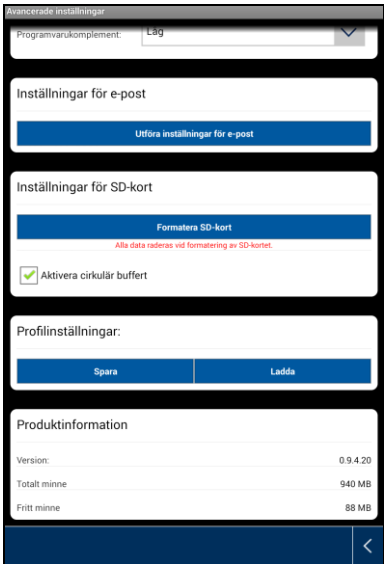 Avancerade inställningar
Programvarukomplement: Låg
Inställningar för e-post
Utföra inställningar för e-post
Inställningar för SD-kort
Formatera SD-kort
Alla data raderas vid formatering av SD-kortet.
Aktivera cirkulär buffert
Profilinställningar:
Spara Ladda
Produktinformation
Version: 0.9.4.20
Totalt minne 940 MB
Fritt minne 88 MB